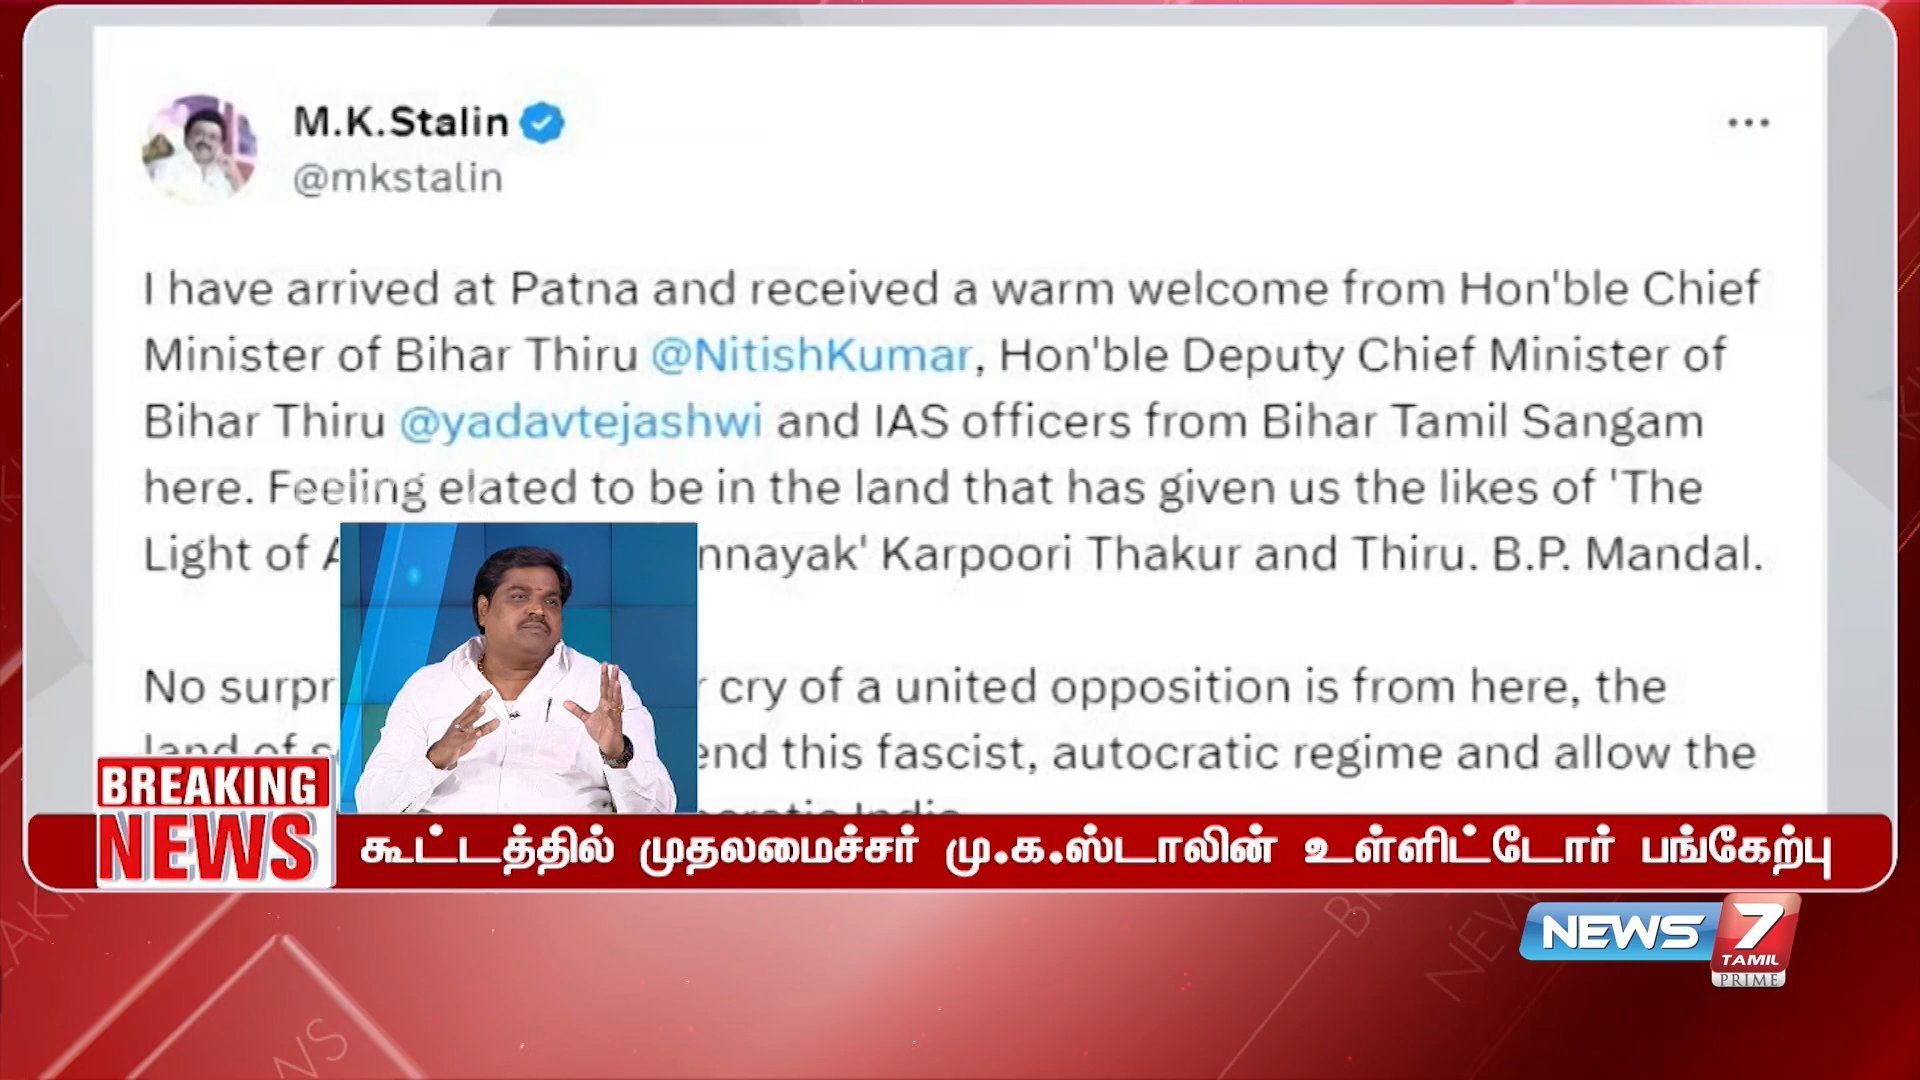 M.K.Stalin
@mkstalin
I have arrived at Patna and received a warm welcome from Hon'ble Chief
Minister of Bihar Thiru @NitishKumar, Hon'ble Deputy Chief Minister of
Bihar Thiru @yadavtejashwi and IAS officers from Bihar Tamil Sangam
here. Feeling elated to be in the land that has given us the likes of 'The
Light of Karpoori Thakur and Thiru. B.P. Mandal.
No cry of a united opposition is from here, the
land of this fascist, autocratic regime and allow the
BREAKING
NEWS
கூட்டத்தில் முதலமைச்சர் மு.க.ஸ்டாலின் உள்ளிட்டோர் பங்கேற்பு
NEWS 7
TAMIL
PRIME